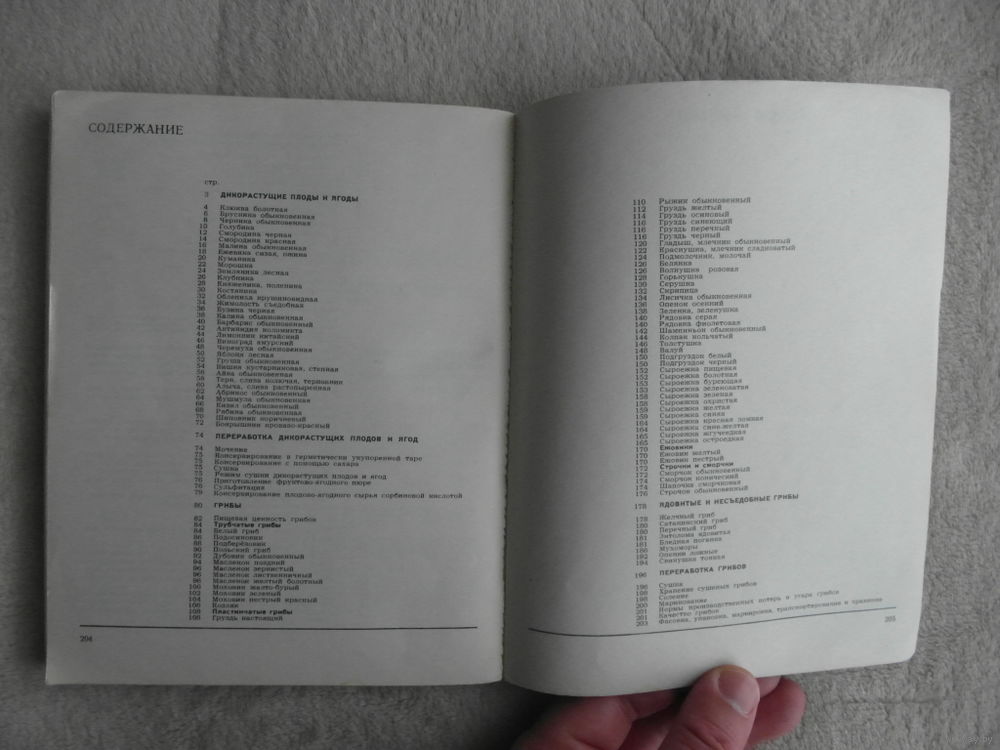 СОДЕРЖАНИЕ
стр.
3 ДИКОРАСТУЩИЕ ПЛОДЫ И ЯГОДЫ
4 Клюква болотная
6 Брусника обыкновенная
8 Черника обыкновенная
10 Голубика
12 Смородина черная
14 Смородина красная
16 Малина обыкновенная
18 Ежевика сизая, ожина
20 Куманика
22 Морошка
24 Земляника лесная
26 Клубника
28 Княженика, поленика
30 Костяника
32 Облепиха крушиновидная
34 Жимолость съедобная
36 Бузина черная
38 Калина обыкновенная
40 Барбарис обыкновенный
42 Актинидия коломикта
44 Лимонник китайский
46 Виноград амурский
48 Черемуха обыкновенная
50 Яблоня лесная
52 Груша обыкновенная
54 Вишня кустарниковая, степная
56 Айва обыкновенная
58 Терн, слива колючая, терновник
60 Алыча, слива растопыренная
62 Абрикос обыкновенный
64 Мушмула обыкновенная
66 Кизил обыкновенный
68 Рябина обыкновенная
70 Шиповник коричневый
72 Боярышник кроваво-красный
74 ПЕРЕРАБОТКА ДИКОРАСТУЩИХ ПЛОДОВ И ЯГОД
74 Мочение
75 Консервирование в герметически укупоренной таре
75 Консервирование с помощью сахара
75 Сушка
75 Режим сушки дикорастущих плодов и ягод
76 Приготовление фруктово-ягодного пюре
78 Сульфитация
79 Консервирование плодово-ягодного сырья сорбиновой кислотой
80 ГРИБЫ
82 Пищевая ценность грибов
84 Трубчатые грибы
84 Белый гриб
86 Подосиновик
88 Подберёзовик
90 Польский гриб
92 Дубовик обыкновенный
94 Масленок поздний
96 Масленок зернистый
96 Масленок лиственничный
98 Масленок желтый болотный
100 Моховик желто-бурый
102 Моховик зеленый
104 Моховик пестрый красный
106 Козляк
108 Пластинчатые грибы
108 Груздь настоящий
204
110 Рыжик обыкновенный
112 Груздь желтый
114 Груздь осиновый
116 Груздь синеющий
116 Груздь перечный
116 Груздь черный
120 Гладыш, млечник обыкновенный
122 Краснушка, млечник сладковатый
124 Подмолочник, молочай
126 Белянка
126 Волнушка розовая
128 Горькушка
130 Серушка
132 Скрипица
134 Лисичка обыкновенная
136 Опенок осенний
138 Зеленка, зеленушка
140 Рядовка серая
140 Рядовка фиолетовая
142 Шампиньон обыкновенный
144 Колпак кольчатый
146 Толстушка
148 Валуй
150 Подгруздок белый
150 Подгруздок черный
152 Сыроежка пищевая
152 Сыроежка болотная
153 Сыроежка буреющая
153 Сыроежка зеленоватая
158 Сыроежка зеленая
158 Сыроежка охристая
159 Сыроежка желтая
159 Сыроежка синяя
164 Сыроежка красная ломкая
164 Сыроежка сине-желтая
165 Сыроежка жгучеедкая
165 Сыроежка остроедкая
170 Ежовики
170 Ежовик желтый
170 Ежовик пестрый
172 Строчки и сморчки
172 Сморчок обыкновенный
174 Сморчок конический
174 Шапочка сморчковая
176 Строчок обыкновенный
178 ЯДОВИТЫЕ И НЕСЪЕДОБНЫЕ ГРИБЫ
178 Желчный гриб
180 Сатанинский гриб
180 Перечный гриб
181 Энтолома ядовитая
181 Бледная поганка
186 Мухоморы
192 Опенки ложные
194 Свинушка тонкая
196 ПЕРЕРАБОТКА ГРИБОВ
196 Сушка
198 Хранение сушеных грибов
198 Соление
200 Маринование
201 Нормы производственных потерь и угара грибов
201 Качество грибов
203 Фасовка, упаковка, маркировка, транспортирование и хранение
205